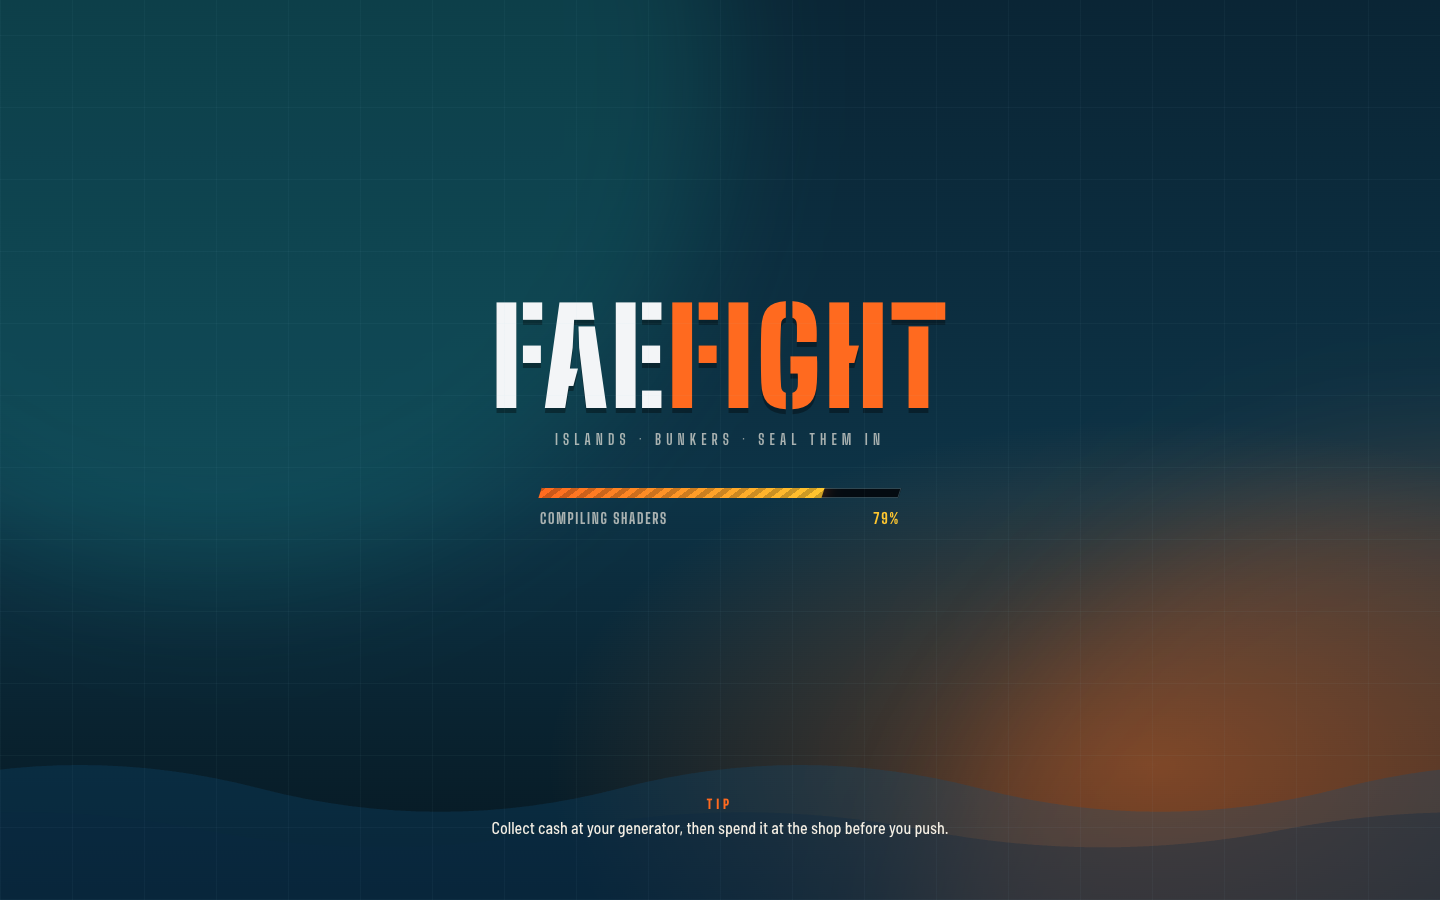 FAEFIGHT
ISLANDS · BUNKERS · SEAL THEM IN
COMPILING SHADERS 79%
TIP
Collect cash at your generator, then spend it at the shop before you push.